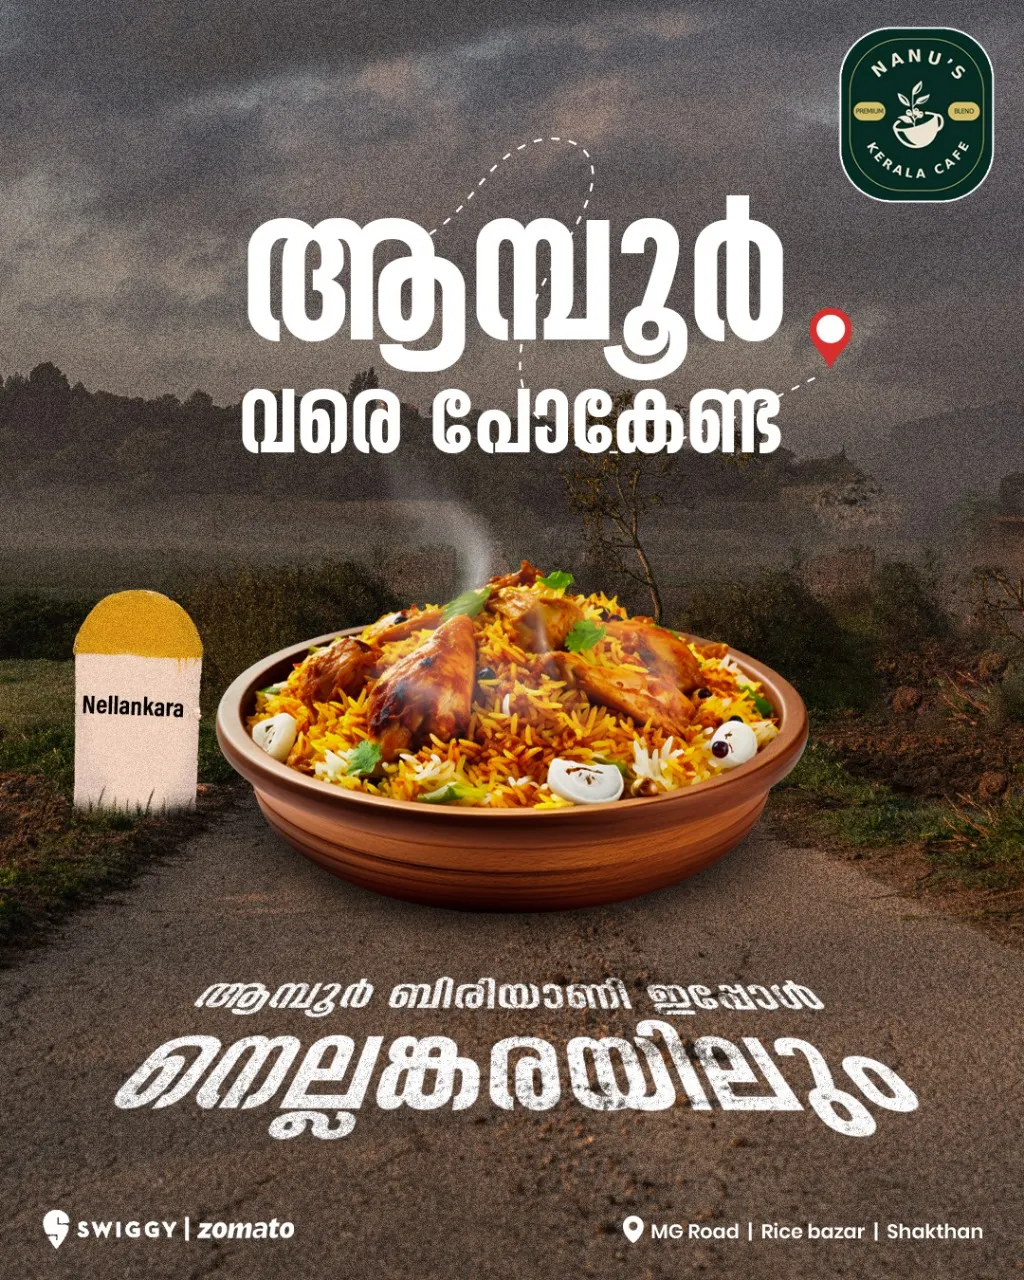 NANU'S
PREMIUM BLEND
KERALA CAFE
ആമ്പൂർ
വരെ പോകേണ്ട
Nellankara
ആമ്പൂർ ബിരിയാണി ഇപ്പോൾ
നെല്ലങ്കരയിലും
SWIGGY | zomato
MG Road | Rice bazar | Shakthan